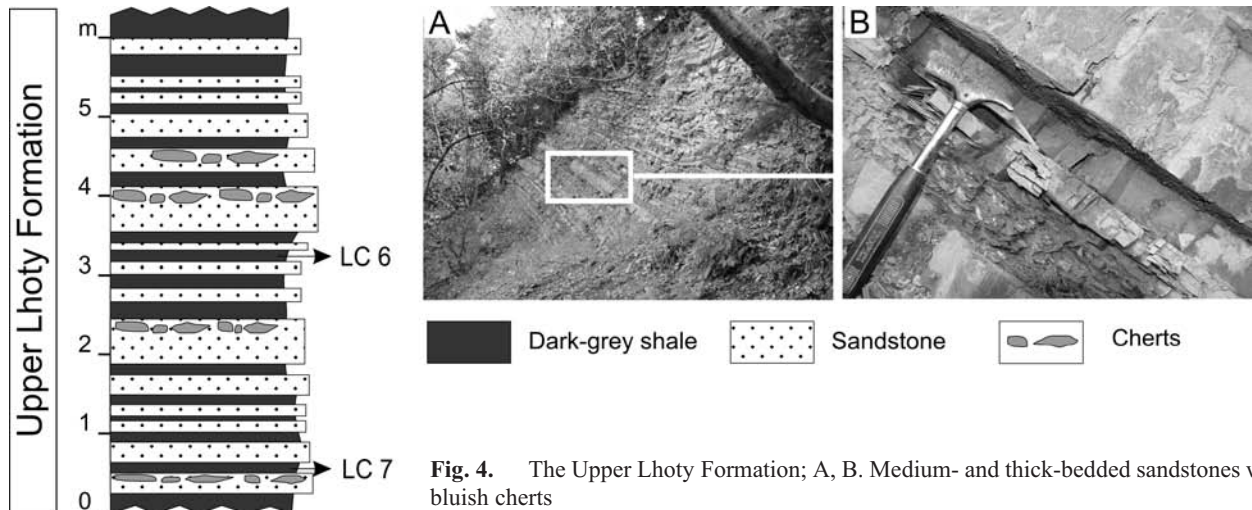 Upper Lhoty Formation
m
5
4
3
2
1
0
LC 6
LC 7
A
B
Dark-grey shale
Sandstone
Cherts
Fig. 4. The Upper Lhoty Formation; A, B. Medium- and thick-bedded sandstones
bluish cherts